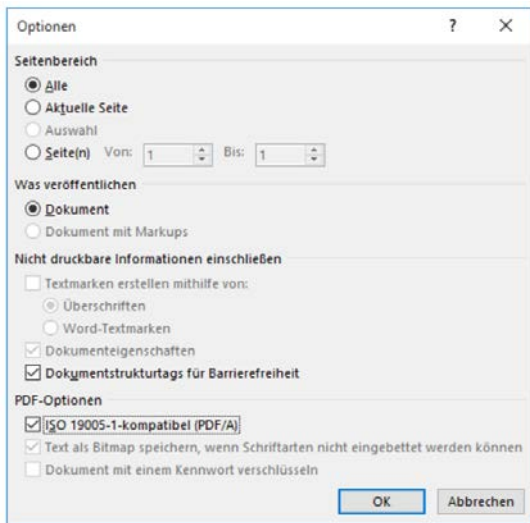 Optionen
Seitenbereich
Alle
Aktuelle Seite
Auswahl
Seite(n) Von: 1 Bis: 1
Was veröffentlichen
Dokument
Dokument mit Markups
Nicht druckbare Informationen einschließen
Textmarken erstellen mithilfe von:
Überschriften
Word-Textmarken
Dokumenteigenschaften
Dokumentstrukturtags für Barrierefreiheit
PDF-Optionen
ISO 19005-1-kompatibel (PDF/A)
Text als Bitmap speichern, wenn Schriftarten nicht eingebettet werden können
Dokument mit einem Kennwort verschlüsseln
OK Abbrechen